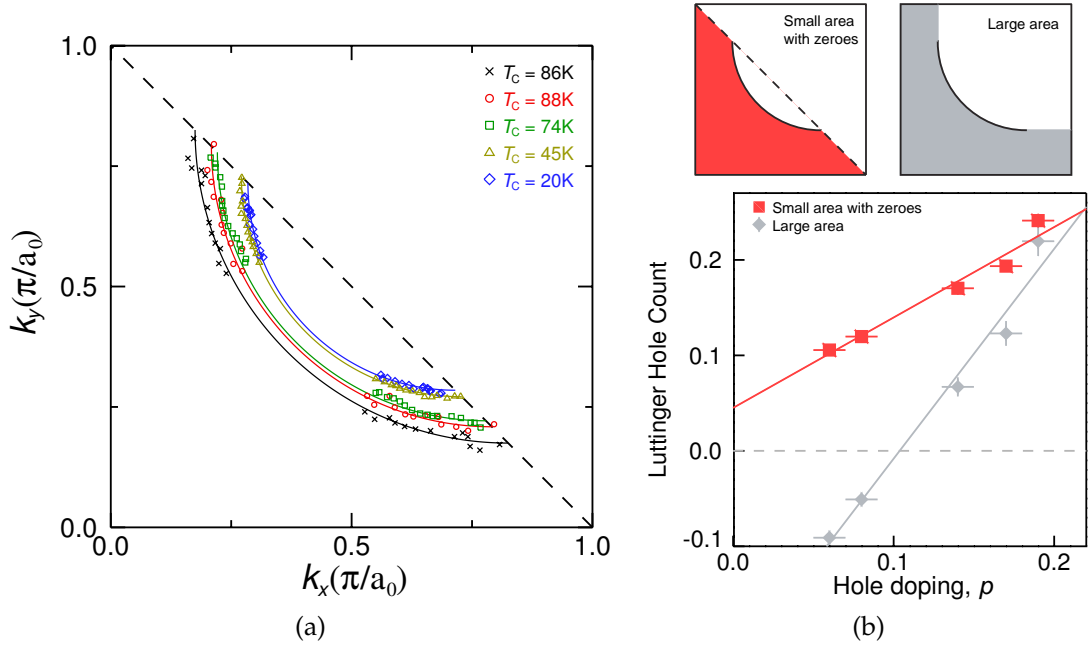 1.0
0.5
0.0
0.0
0.5
1.0
k_y(π/a₀)
k_x(π/a₀)
T_C = 86K
T_C = 88K
T_C = 74K
T_C = 45K
T_C = 20K
(a)
Small area
with zeroes
Large area
Small area with zeroes
Large area
0.2
0.1
0.0
-0.1
0.0
0.1
0.2
Luttinger Hole Count
Hole doping, p
(b)